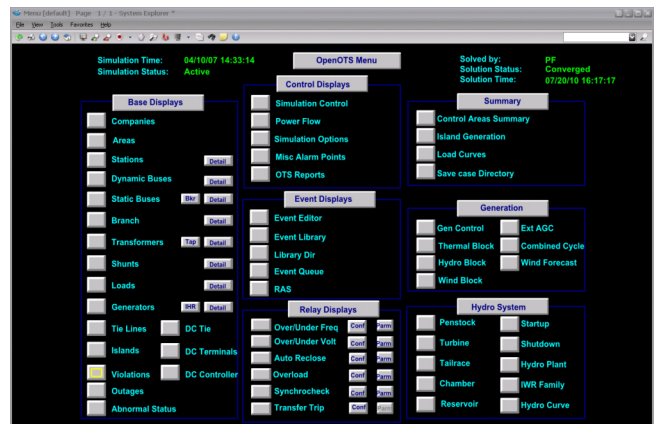 Menu [default] Page: 1 / 1 - System Explorer *
File View Tools Favorites Help
Simulation Time: 04/10/07 14:33:14
Simulation Status: Active
OpenOTS Menu
Solved by: PF
Solution Status: Converged
Solution Time: 07/20/10 16:17:17
Base Displays
Companies
Areas
Stations Detail
Dynamic Buses Detail
Static Buses Bkr Detail
Branch Detail
Transformers Tap Detail
Shunts Detail
Loads Detail
Generators IHR Detail
Tie Lines DC Tie
Islands DC Terminals
Violations DC Controller
Outages
Abnormal Status
Control Displays
Simulation Control
Power Flow
Simulation Options
Misc Alarm Points
OTS Reports
Event Displays
Event Editor
Event Library
Library Dir
Event Queue
RAS
Relay Displays
Over/Under Freq Conf Parm
Over/Under Volt Conf Parm
Auto Reclose Conf Parm
Overload Conf Parm
Synchrocheck Conf Parm
Transfer Trip Conf Parm
Summary
Control Areas Summary
Island Generation
Load Curves
Save case Directory
Generation
Gen Control Ext AGC
Thermal Block Combined Cycle
Hydro Block Wind Forecast
Wind Block
Hydro System
Penstock Startup
Turbine Shutdown
Tailrace Hydro Plant
Chamber IWR Family
Reservoir Hydro Curve